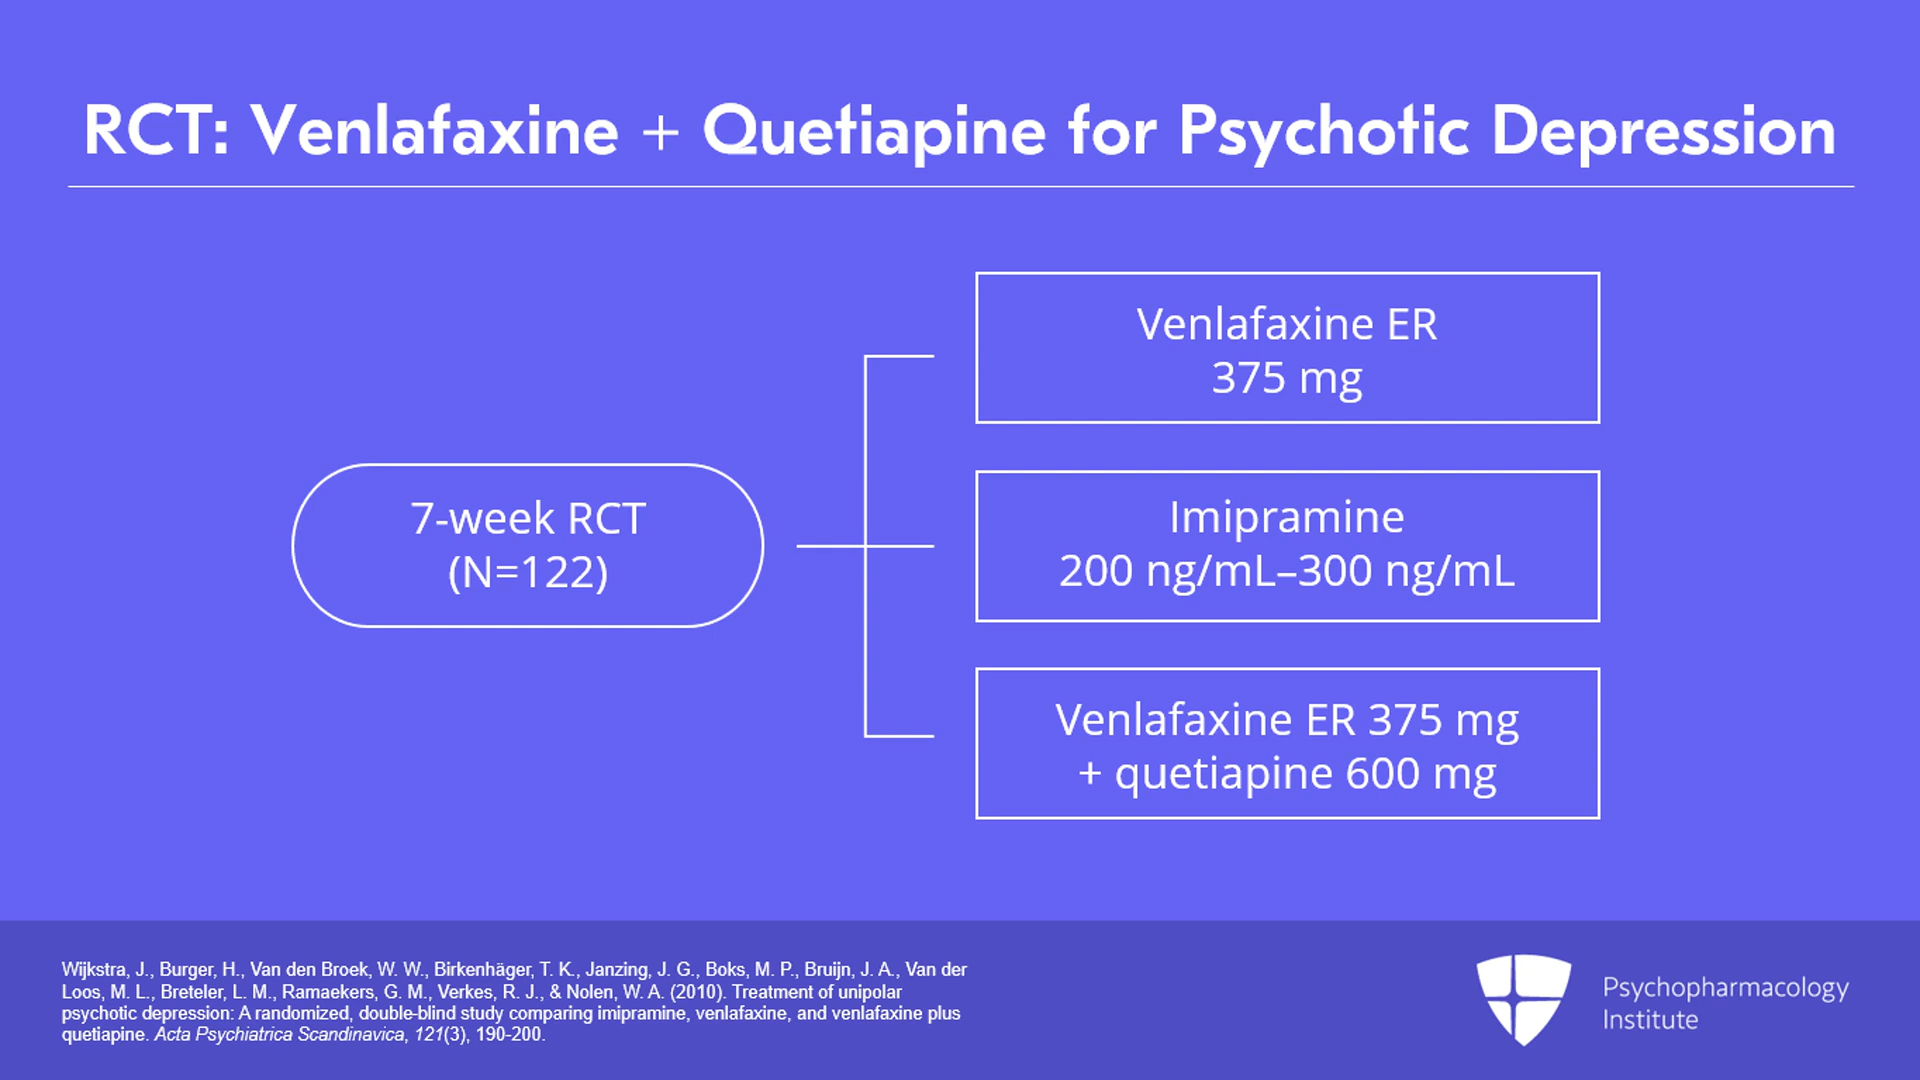 RCT: Venlafaxine + Quetiapine for Psychotic Depression
7-week RCT
(N=122)
Venlafaxine ER
375 mg
Imipramine
200 ng/mL–300 ng/mL
Venlafaxine ER 375 mg
+ quetiapine 600 mg
Wijkstra, J., Burger, H., Van den Broek, W. W., Birkenhäger, T. K., Janzing, J. G., Boks, M. P., Bruijn, J. A., Van der
Loos, M. L., Breteler, L. M., Ramaekers, G. M., Verkes, R. J., & Nolen, W. A. (2010). Treatment of unipolar
psychotic depression: A randomized, double-blind study comparing imipramine, venlafaxine, and venlafaxine plus
quetiapine. Acta Psychiatrica Scandinavica, 121(3), 190-200.
Psychopharmacology
Institute